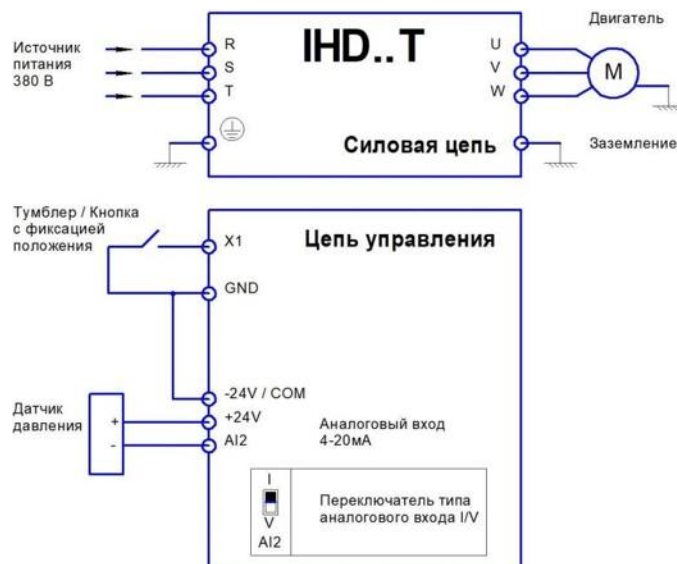 Двигатель
Источник
питания
380 В
R
S
T
IHD..T
U
V
W
M
Силовая цепь
Заземление
Тумблер / Кнопка
с фиксацией
положения
X1
Цепь управления
GND
-24V / COM
Датчик
давления
+
-
+24V
AI2
Аналоговый вход
4-20мА
I
V
AI2
Переключатель типа
аналогового входа I/V